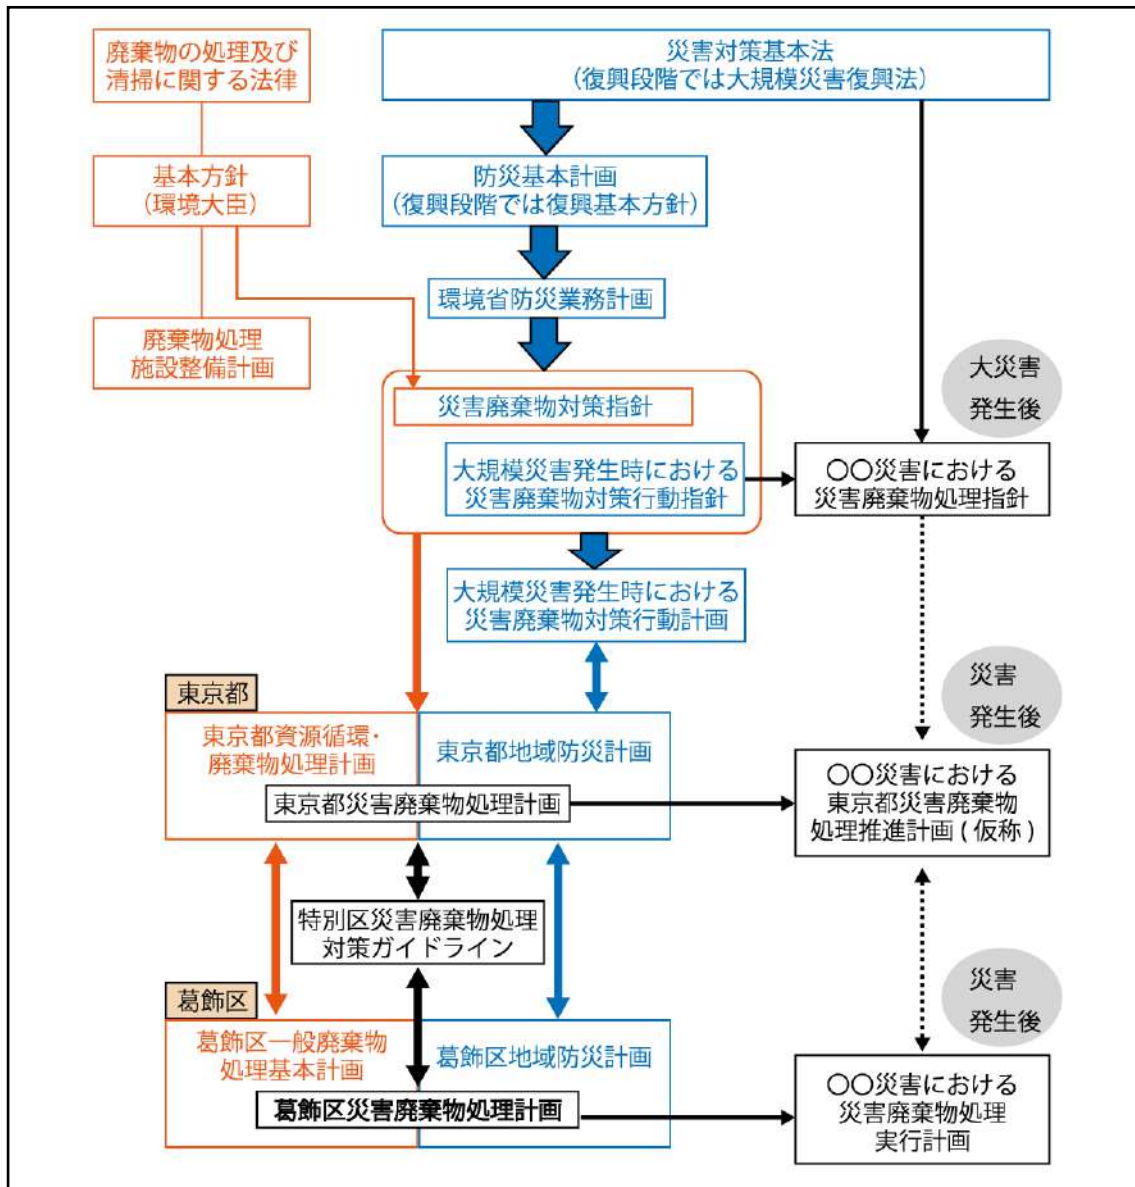 廃棄物の処理及び
清掃に関する法律
災害対策基本法
(復興段階では大規模災害復興法)
基本方針
(環境大臣)
防災基本計画
(復興段階では復興基本方針)
環境省防災業務計画
廃棄物処理
施設整備計画
大災害
発生後
災害廃棄物対策指針
大規模災害発生時における
災害廃棄物対策行動指針
〇〇災害における
災害廃棄物処理指針
大規模災害発生時における
災害廃棄物対策行動計画
災害
発生後
東京都
東京都資源循環・
廃棄物処理計画
東京都地域防災計画
東京都災害廃棄物処理計画
〇〇災害における
東京都災害廃棄物
処理推進計画(仮称)
特別区災害廃棄物処理
対策ガイドライン
災害
発生後
葛飾区
葛飾区一般廃棄物
処理基本計画
葛飾区地域防災計画
葛飾区災害廃棄物処理計画
〇〇災害における
災害廃棄物処理
実行計画